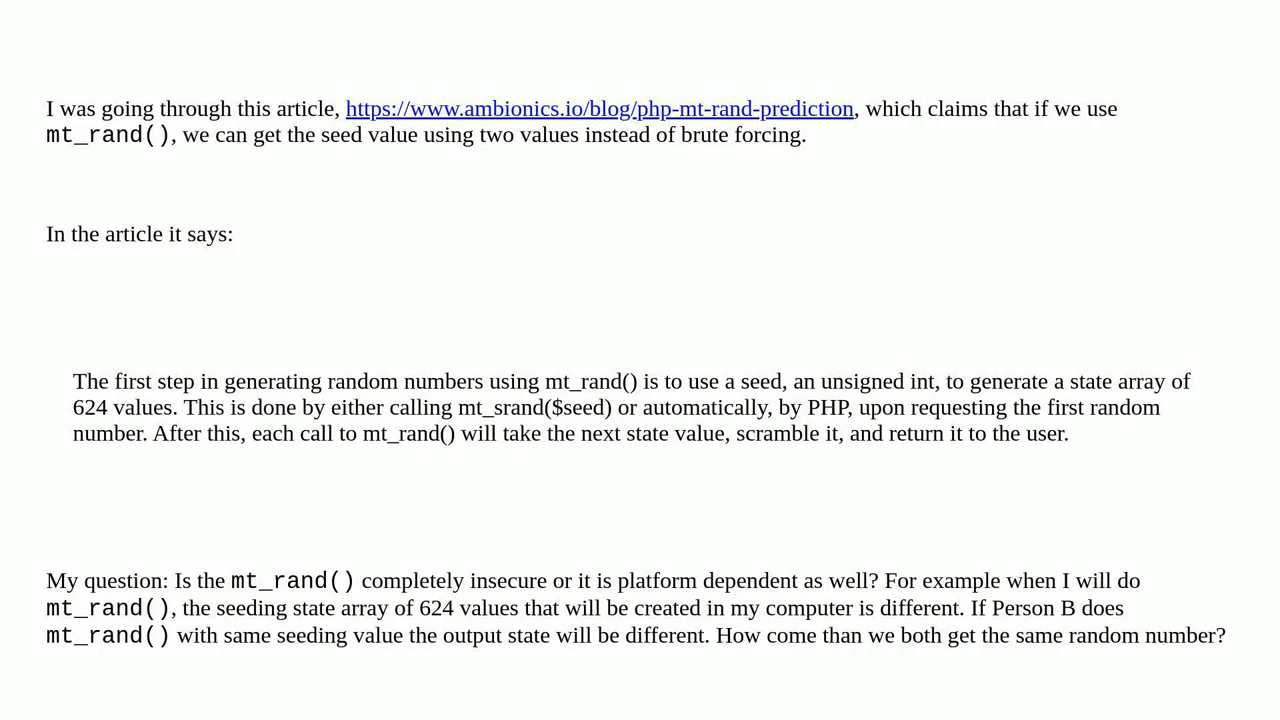 I was going through this article, https://www.ambionics.io/blog/php-mt-rand-prediction, which claims that if we use
mt_rand(), we can get the seed value using two values instead of brute forcing.
In the article it says:
The first step in generating random numbers using mt_rand() is to use a seed, an unsigned int, to generate a state array of
624 values. This is done by either calling mt_srand($seed) or automatically, by PHP, upon requesting the first random
number. After this, each call to mt_rand() will take the next state value, scramble it, and return it to the user.
My question: Is the mt_rand() completely insecure or it is platform dependent as well? For example when I will do
mt_rand(), the seeding state array of 624 values that will be created in my computer is different. If Person B does
mt_rand() with same seeding value the output state will be different. How come than we both get the same random number?